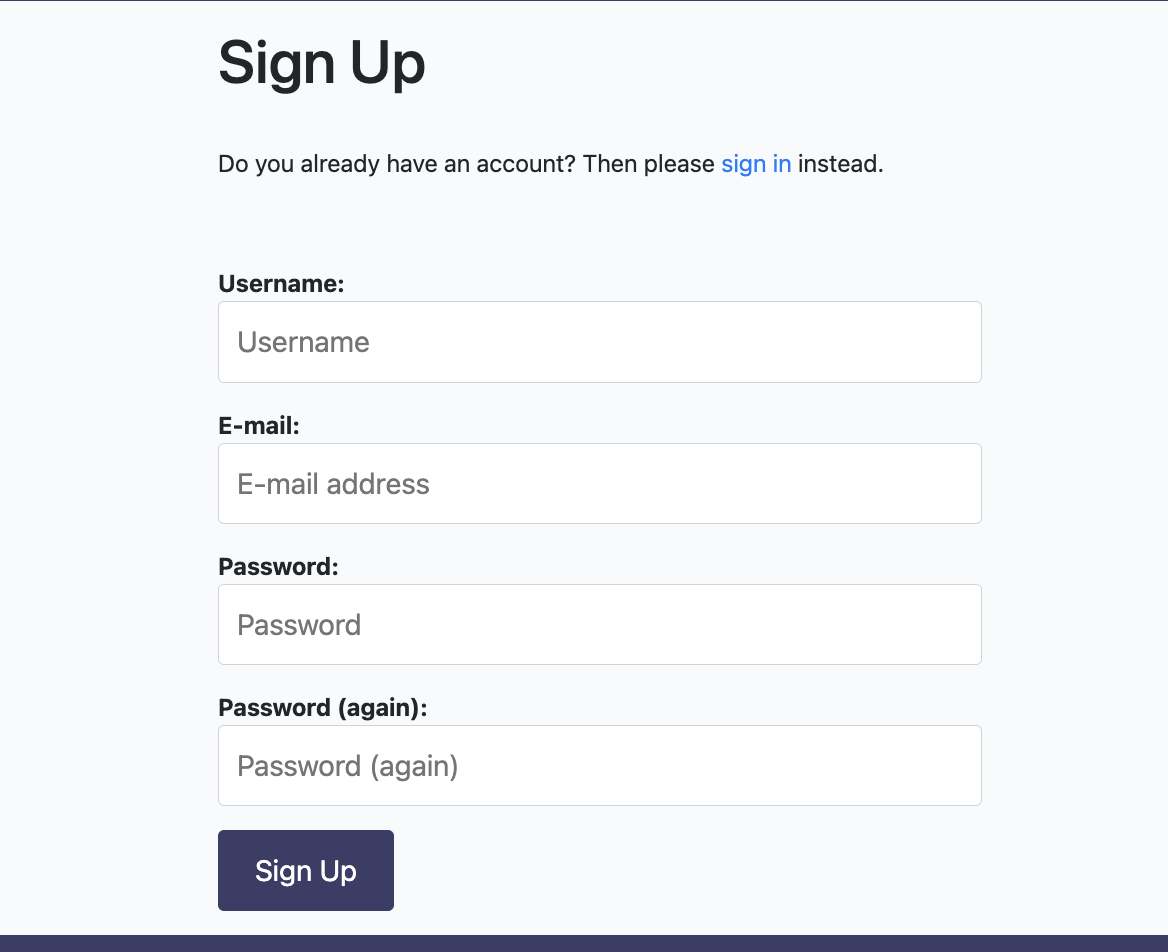 Sign Up
Do you already have an account? Then please sign in instead.
Username:
Username
E-mail:
E-mail address
Password:
Password
Password (again):
Password (again)
Sign Up